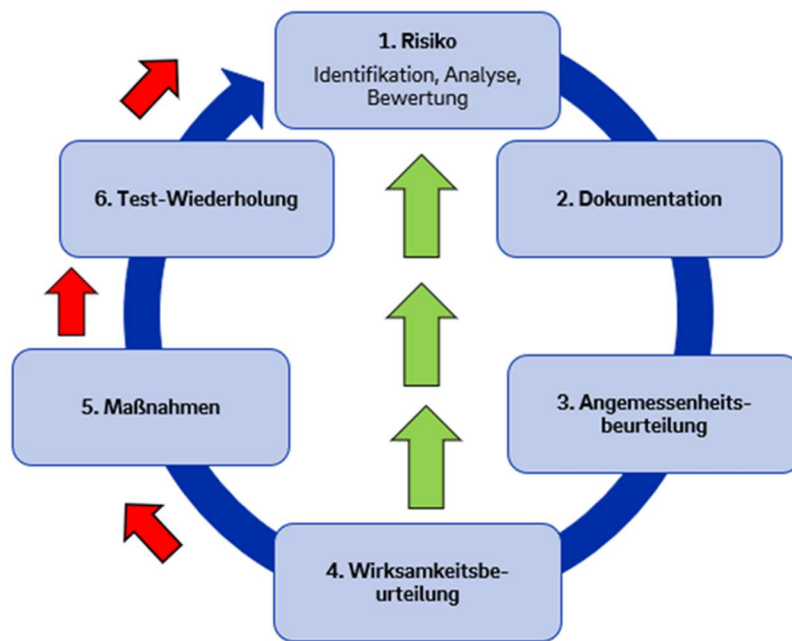 1. Risiko
Identifikation, Analyse,
Bewertung
2. Dokumentation
3. Angemessenheits-
beurteilung
4. Wirksamkeitsbe-
urteilung
5. Maßnahmen
6. Test-Wiederholung